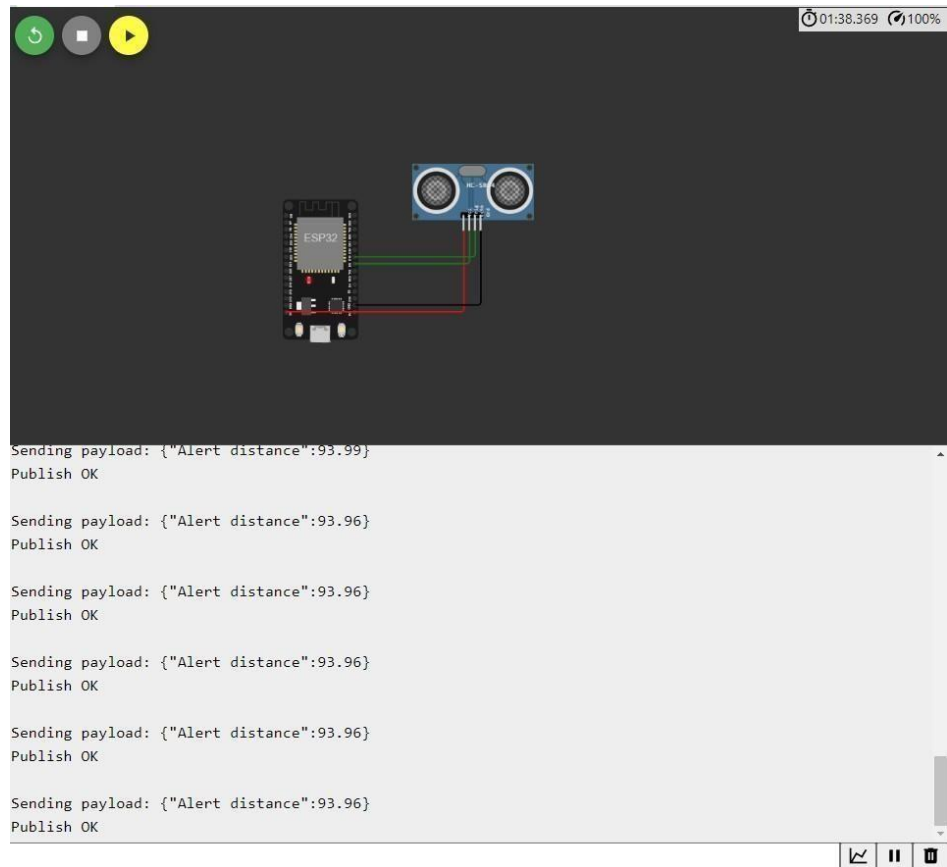 01:38.369 100%
HC-SR04
ESP32
Sending payload: {"Alert distance":93.99}
Publish OK
Sending payload: {"Alert distance":93.96}
Publish OK
Sending payload: {"Alert distance":93.96}
Publish OK
Sending payload: {"Alert distance":93.96}
Publish OK
Sending payload: {"Alert distance":93.96}
Publish OK
Sending payload: {"Alert distance":93.96}
Publish OK